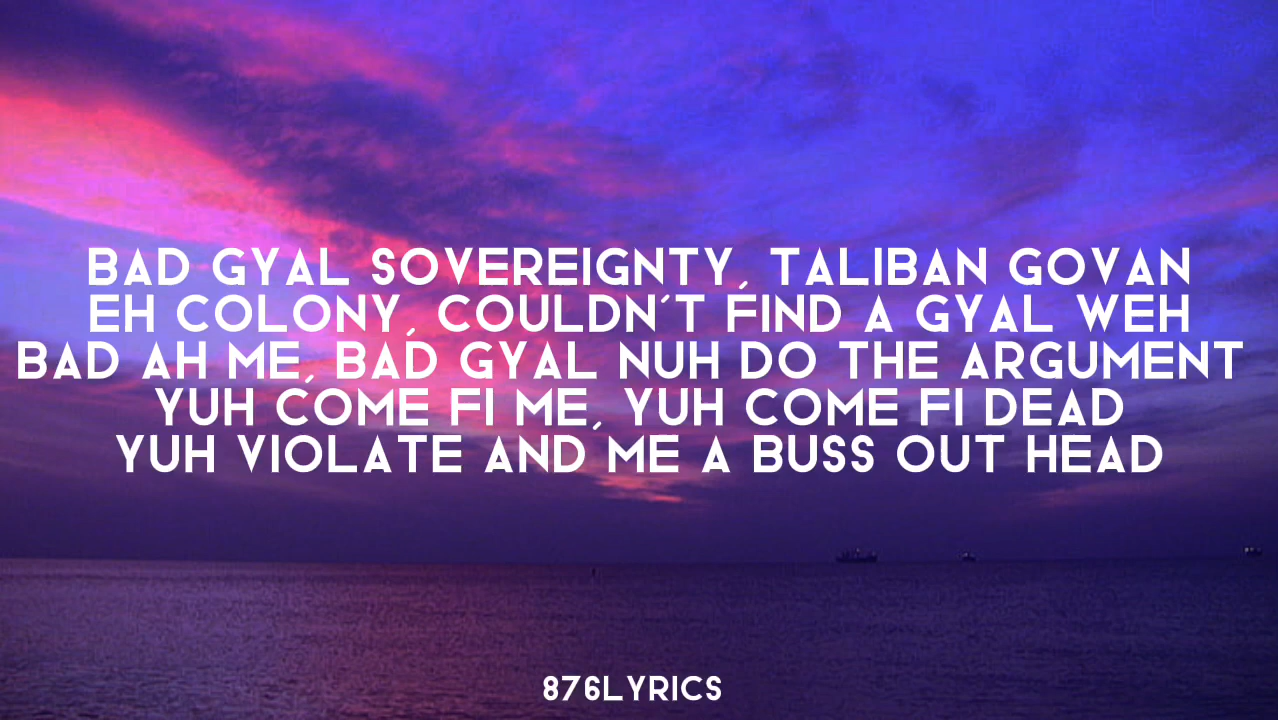 BAD GYAL SOVEREIGNTY, TALIBAN GOVAN
EH COLONY, COULDN'T FIND A GYAL WEH
BAD AH ME, BAD GYAL NUH DO THE ARGUMENT
YUH COME FI ME, YUH COME FI DEAD
YUH VIOLATE AND ME A BUSS OUT HEAD
876LYRICS